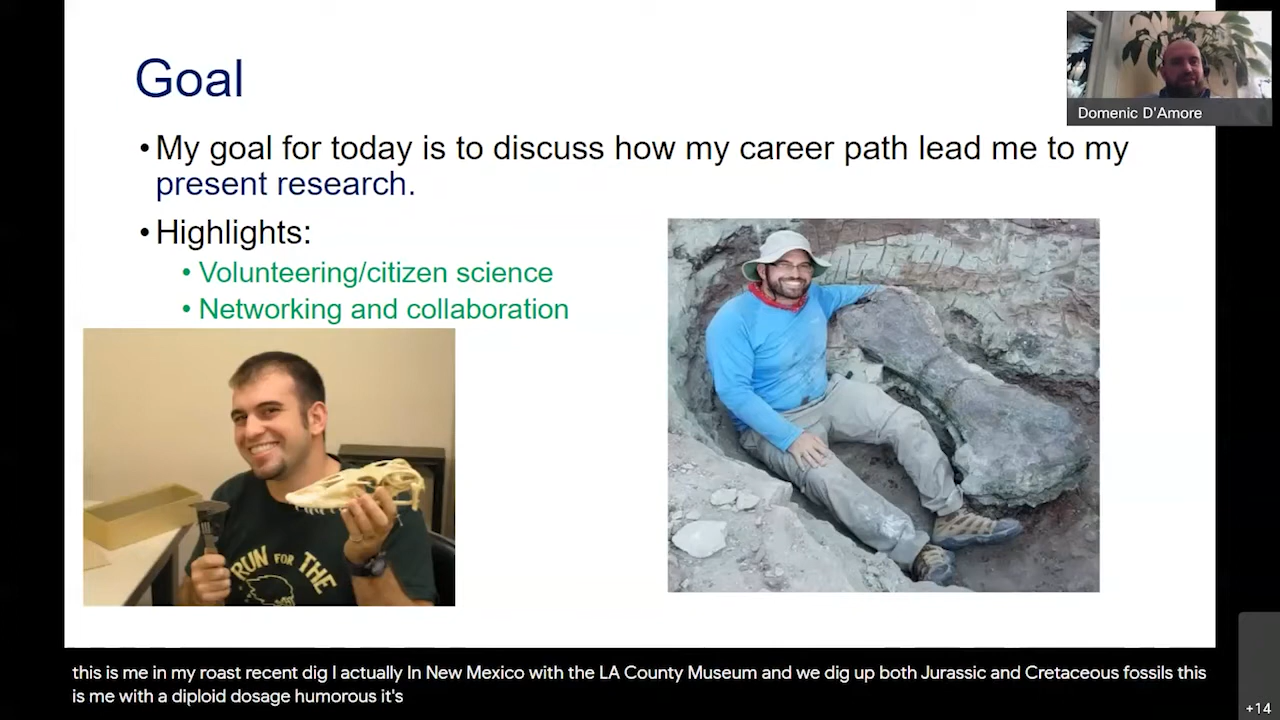 Goal
Domenic D'Amore
• My goal for today is to discuss how my career path lead me to my
present research.
• Highlights:
• Volunteering/citizen science
• Networking and collaboration
RUN FOR THE
this is me in my roast recent dig I actually In New Mexico with the LA County Museum and we dig up both Jurassic and Cretaceous fossils this
is me with a diploid dosage humorous it's
+14